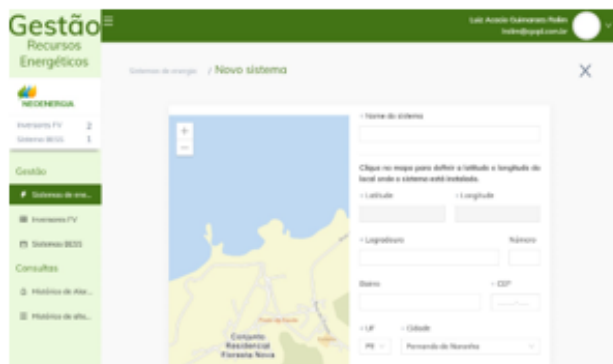 Gestão
Recursos
Energéticos
NEOENERGIA
Inversores FV 2
Sistemas BESS 1
Gestão
Sistemas de ene...
Inversores FV
Sistemas BESS
Consultas
Histórico de Ala...
Histórico de alte...
Luiz Acacio Guimaraes Rolim
Sistemas de energia / Novo sistema
Nome do sistema
Clique no mapa para definir a latitude e longitude do
local onde o sistema está instalado.
Latitude Longitude
Logradouro Número
Bairro CEP
UF Cidade
PE Fernando de Noronha
Conjunto
Residencial
Floresta Nova